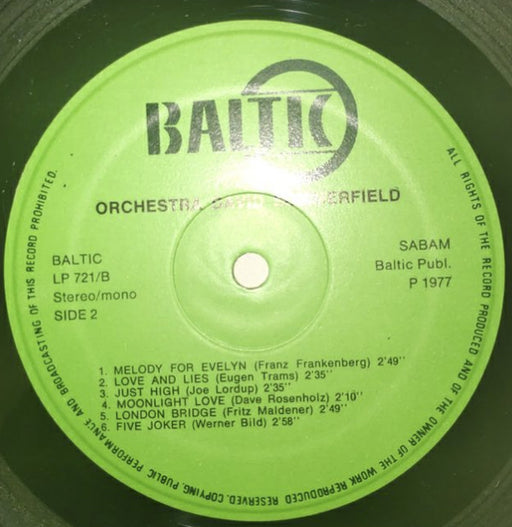 BALTIC
ORCHESTRA
BALTIC
LP 721/B
Stereo/mono
SIDE 2
SABAM
Baltic Publ.
P 1977
1. MELODY FOR EVELYN (Franz Frankenberg) 2'49''
2. LOVE AND LIES (Eugen Trams) 2'35''
3. JUST HIGH (Joe Lordup) 2'35''
4. MOONLIGHT LOVE (Dave Rosenholz) 2'10''
5. LONDON BRIDGE (Fritz Maldener) 2'49''
6. FIVE JOKER (Werner Bild) 2'58''
ALL RIGHTS OF THE RECORD PRODUCED AND OF THE OWNER OF THE WORK REPRODUCED RESERVED. COPYING, PUBLIC PERFORMANCE AND BROADCASTING OF THIS RECORD PROHIBITED.